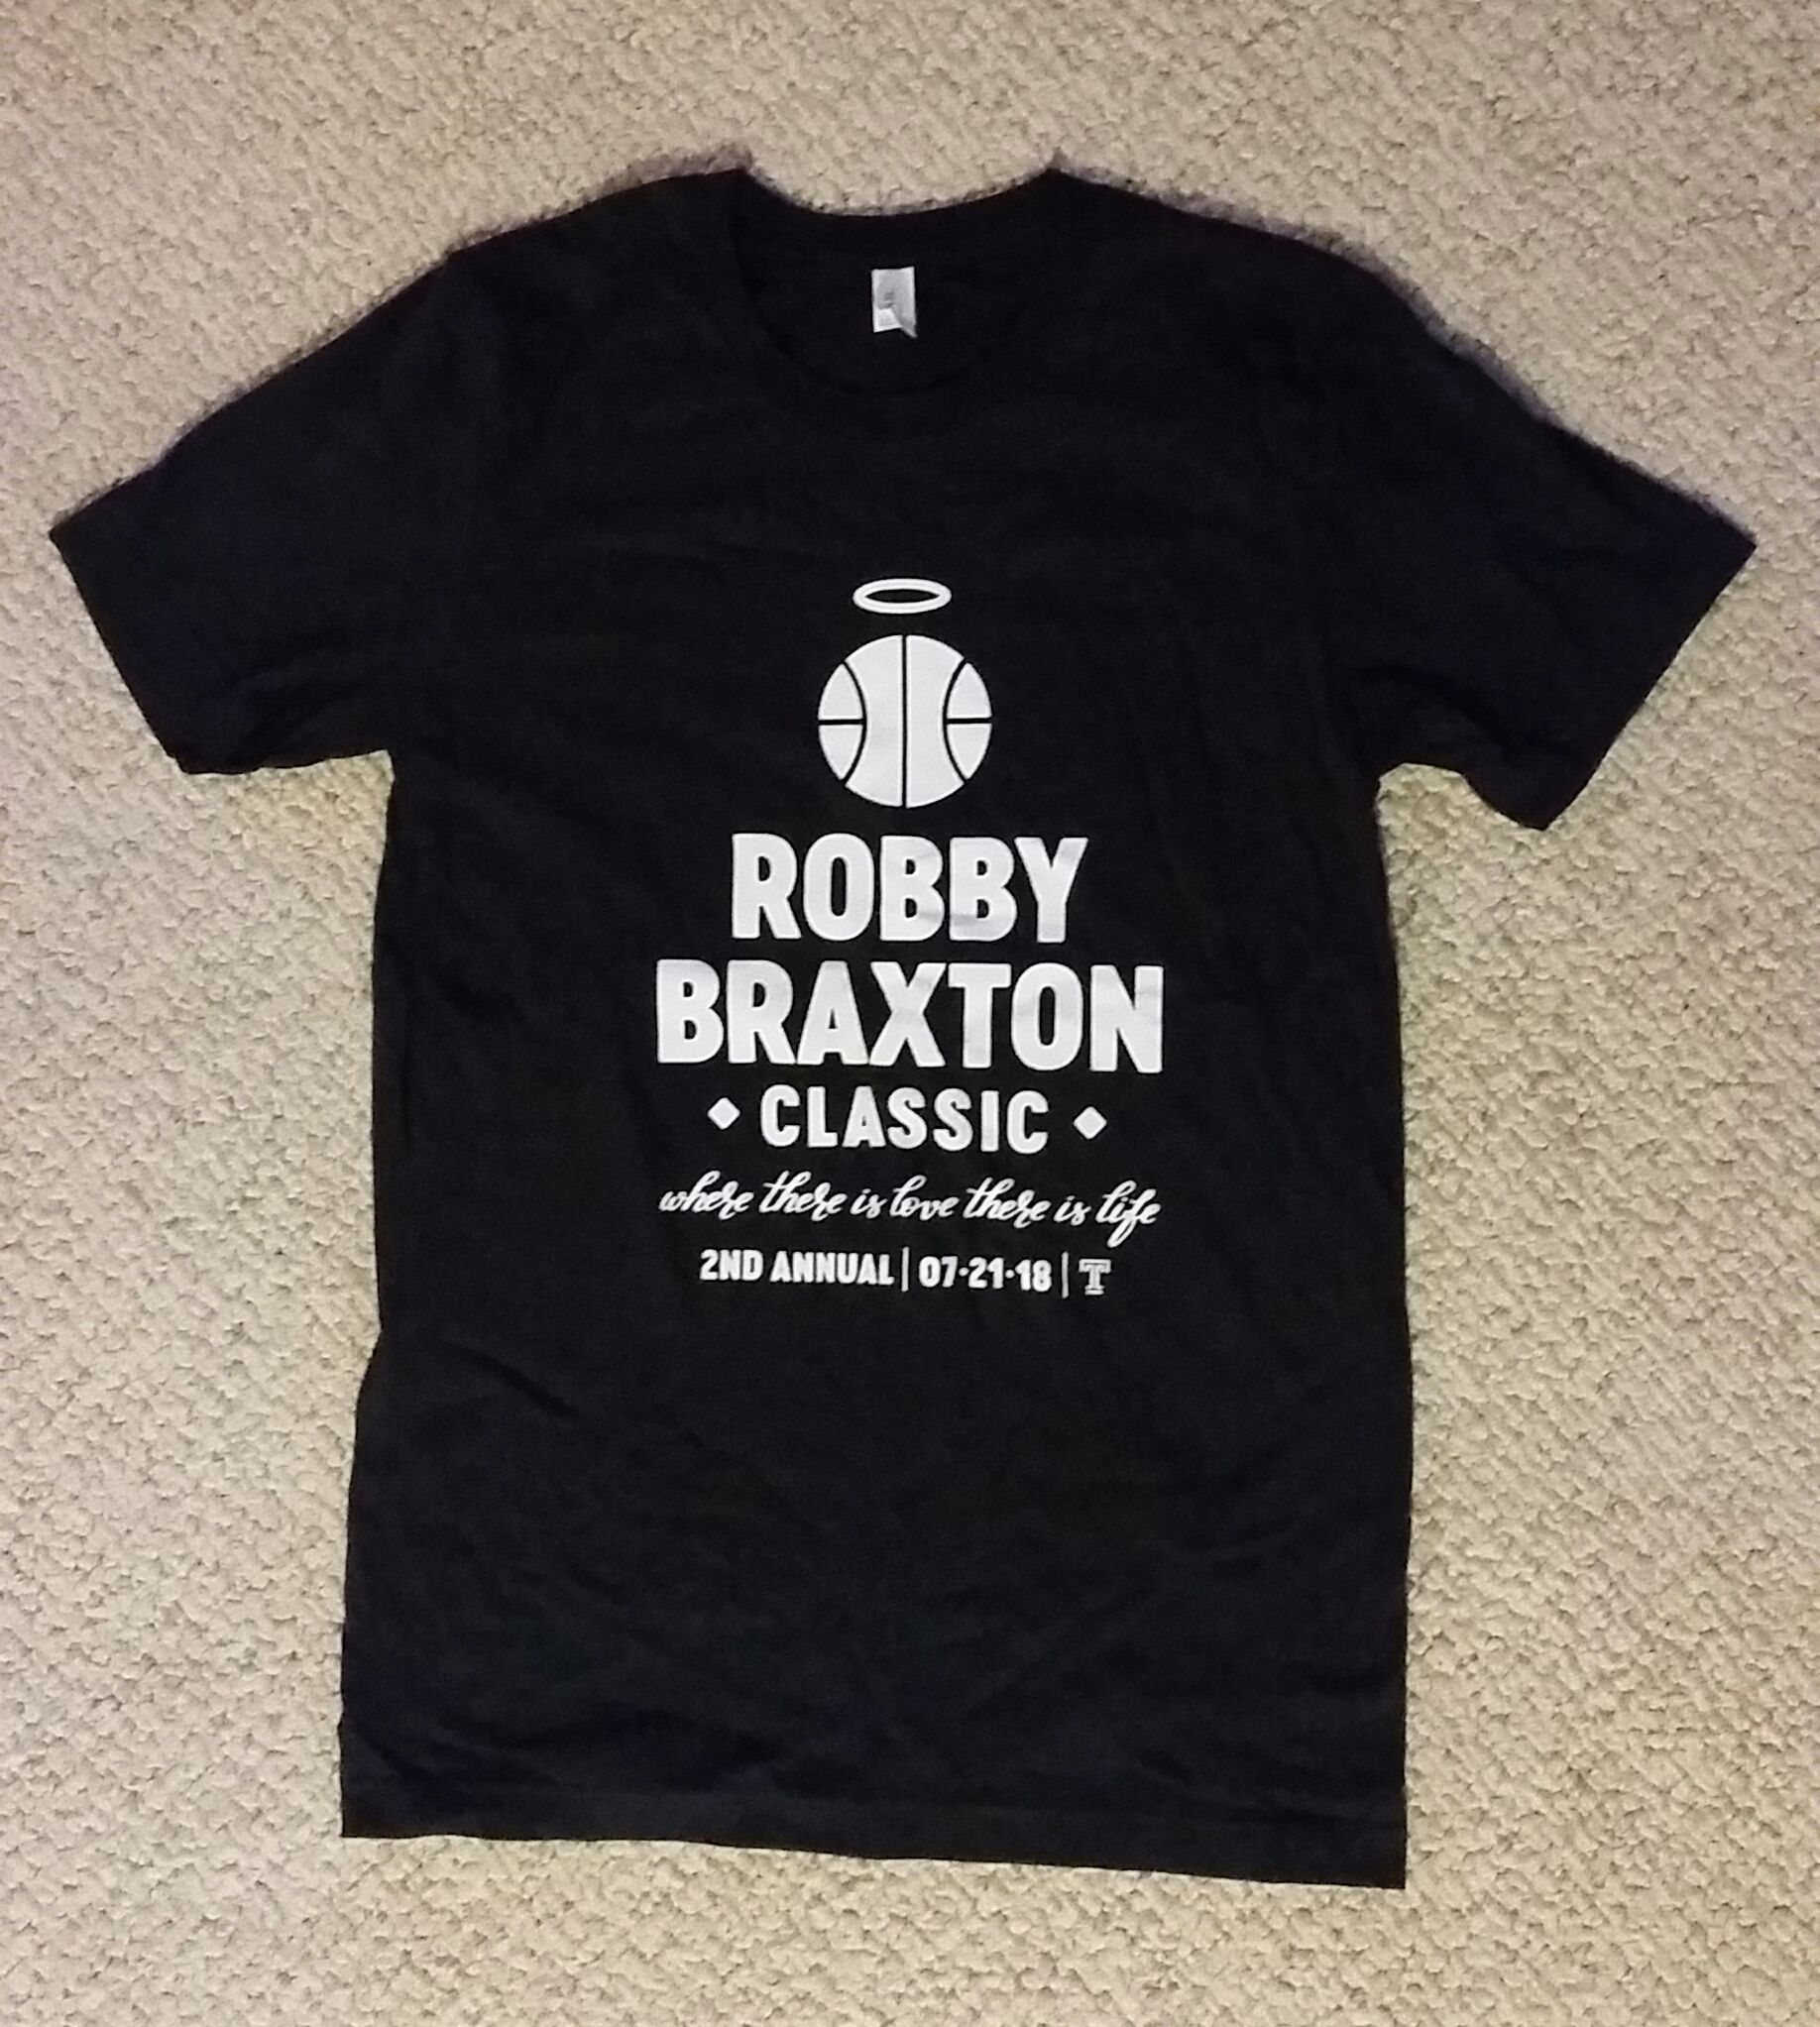 ROBBY
BRAXTON
CLASSIC
where there is love there is life
2ND ANNUAL | 07·21·18 | T